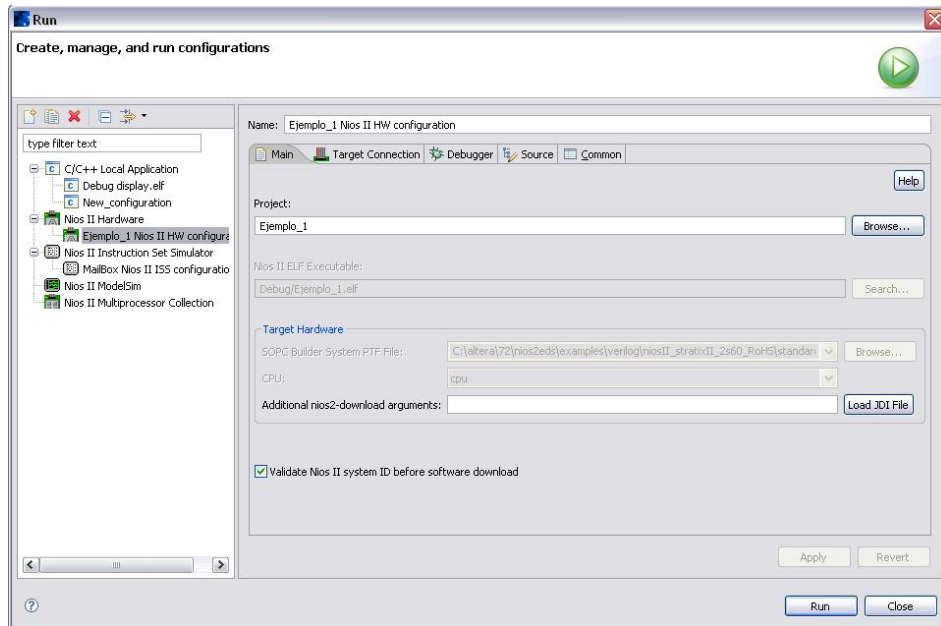 Run
Create, manage, and run configurations
type filter text
C/C++ Local Application
Debug display.elf
New_configuration
Nios II Hardware
Ejemplo_1 Nios II HW configura
Nios II Instruction Set Simulator
MailBox Nios II ISS configuratio
Nios II ModelSim
Nios II Multiprocessor Collection
Name: Ejemplo_1 Nios II HW configuration
Main Target Connection Debugger Source Common
Help
Project:
Ejemplo_1 Browse...
Nios II ELF Executable:
Debug/Ejemplo_1.elf Search...
Target Hardware
SOPC Builder System PTF File: C:\altera\72\nios2eds\examples\verilog\niosII_stratixII_2s60_RoHS\standar Browse...
CPU: cpu
Additional nios2-download arguments: Load JDI File
Validate Nios II system ID before software download
Apply Revert
Run Close